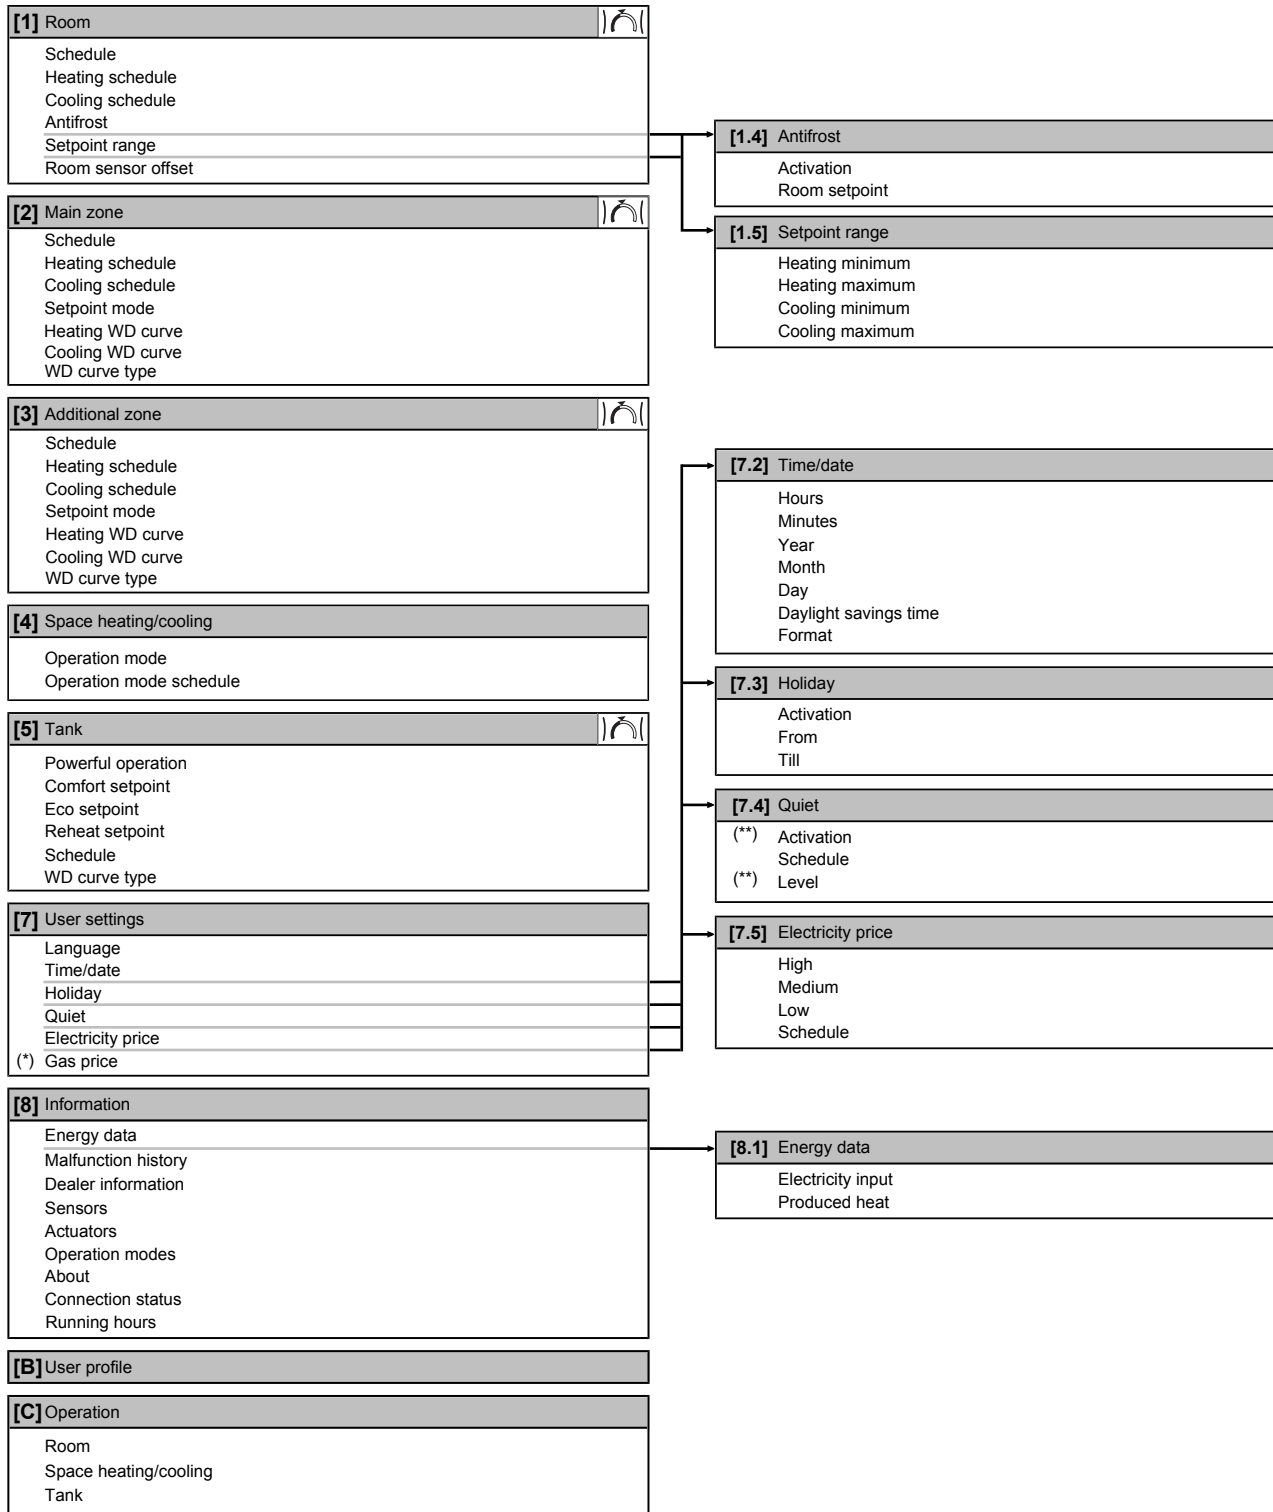 [1] Room
Schedule
Heating schedule
Cooling schedule
Antifrost
Setpoint range
Room sensor offset
[2] Main zone
Schedule
Heating schedule
Cooling schedule
Setpoint mode
Heating WD curve
Cooling WD curve
WD curve type
[3] Additional zone
Schedule
Heating schedule
Cooling schedule
Setpoint mode
Heating WD curve
Cooling WD curve
WD curve type
[4] Space heating/cooling
Operation mode
Operation mode schedule
[5] Tank
Powerful operation
Comfort setpoint
Eco setpoint
Reheat setpoint
Schedule
WD curve type
[7] User settings
Language
Time/date
Holiday
Quiet
Electricity price
(*) Gas price
[8] Information
Energy data
Malfunction history
Dealer information
Sensors
Actuators
Operation modes
About
Connection status
Running hours
[B] User profile
[C] Operation
Room
Space heating/cooling
Tank
[1.4] Antifrost
Activation
Room setpoint
[1.5] Setpoint range
Heating minimum
Heating maximum
Cooling minimum
Cooling maximum
[7.2] Time/date
Hours
Minutes
Year
Month
Day
Daylight savings time
Format
[7.3] Holiday
Activation
From
Till
[7.4] Quiet
(**) Activation
Schedule
(**) Level
[7.5] Electricity price
High
Medium
Low
Schedule
[8.1] Energy data
Electricity input
Produced heat